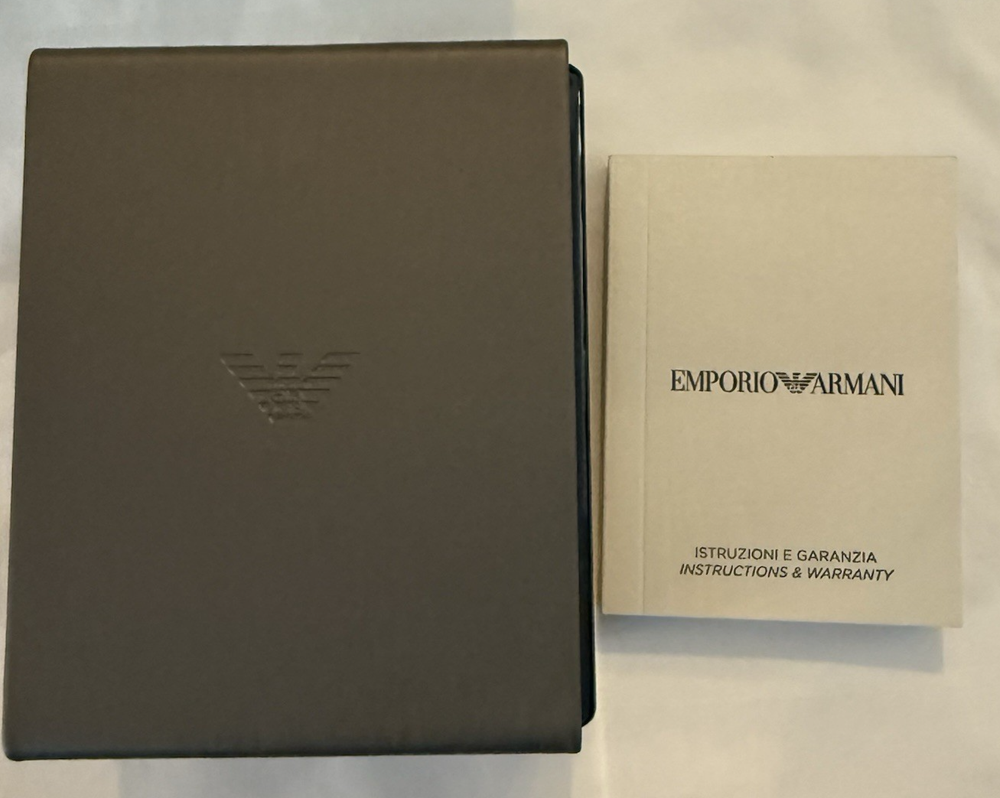 EMPORIO ARMANI
ISTRUZIONI E GARANZIA
INSTRUCTIONS & WARRANTY